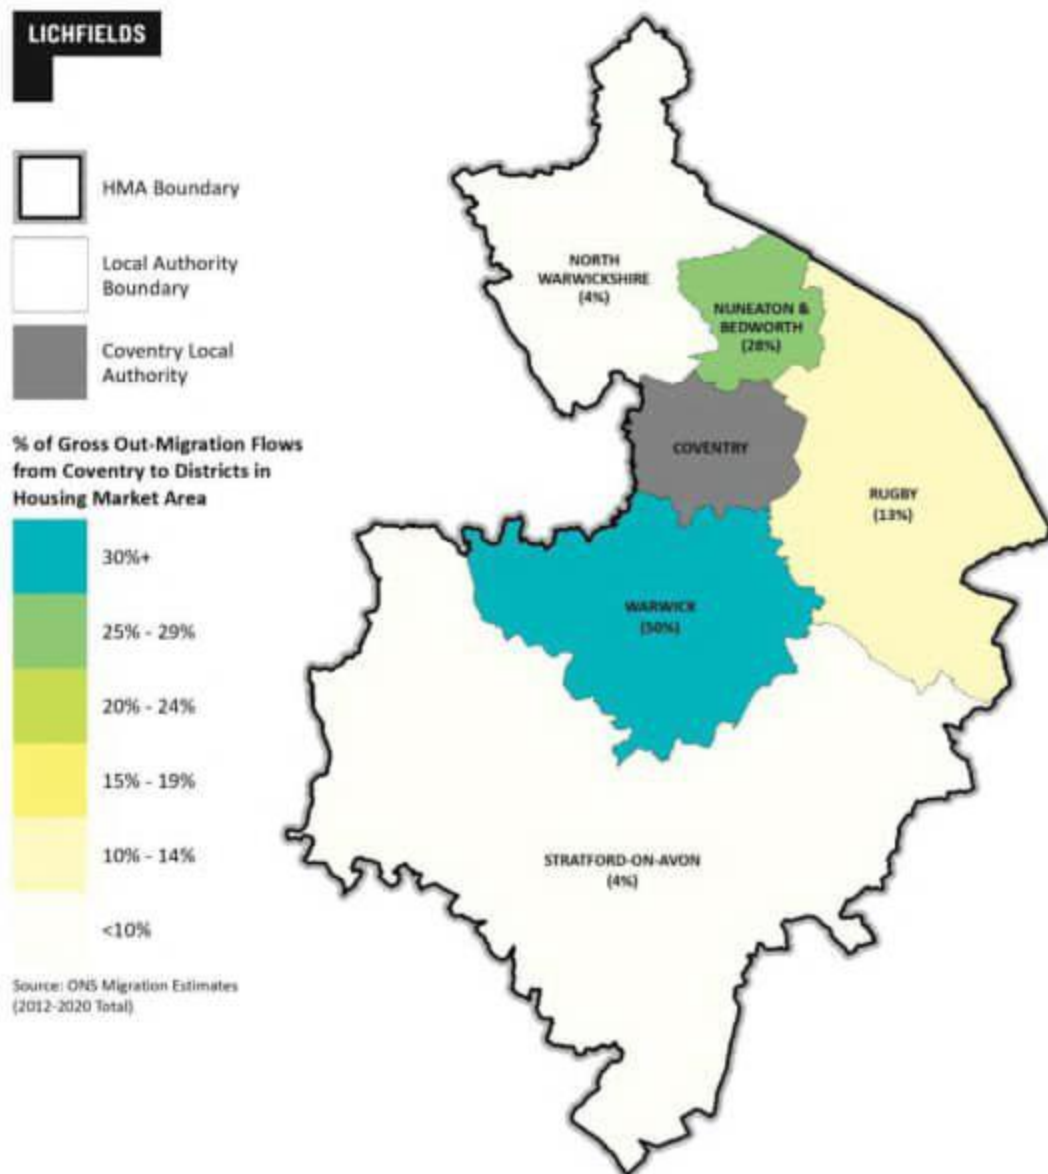 LICHFIELDS
HMA Boundary
Local Authority
Boundary
Coventry Local
Authority
% of Gross Out-Migration Flows
from Coventry to Districts in
Housing Market Area
30%+
25% - 29%
20% - 24%
15% - 19%
10% - 14%
<10%
Source: ONS Migration Estimates
(2012-2020 Total)
NORTH
WARWICKSHIRE
(4%)
NUNEATON &
BEDWORTH
(28%)
COVENTRY
RUGBY
(13%)
WARWICK
(50%)
STRATFORD-ON-AVON
(4%)